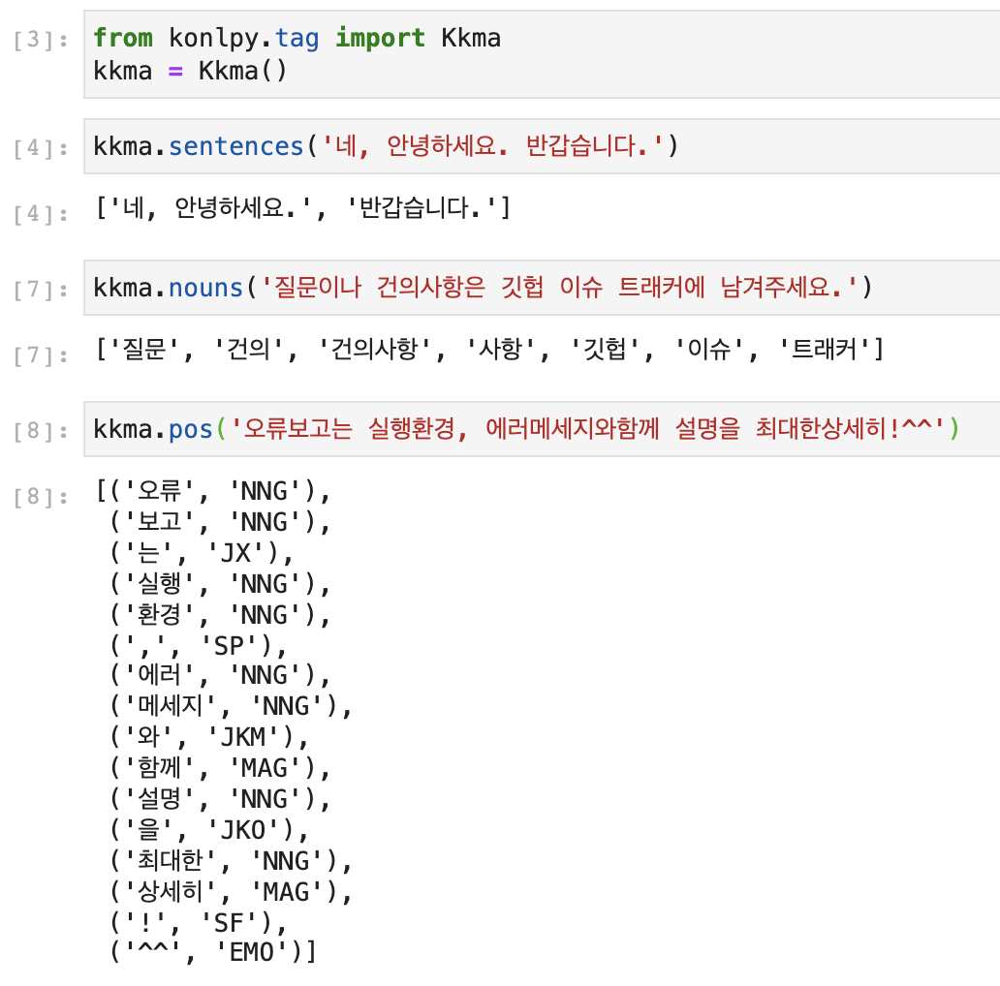 [3]: from konlpy.tag import Kkma
kkma = Kkma()
[4]: kkma.sentences('네, 안녕하세요. 반갑습니다.')
[4]: ['네, 안녕하세요.', '반갑습니다.']
[7]: kkma.nouns('질문이나 건의사항은 깃헙 이슈 트래커에 남겨주세요.')
[7]: ['질문', '건의', '건의사항', '사항', '깃헙', '이슈', '트래커']
[8]: kkma.pos('오류보고는 실행환경, 에러메세지와함께 설명을 최대한상세히!^^')
[8]: [('오류', 'NNG'),
('보고', 'NNG'),
('는', 'JX'),
('실행', 'NNG'),
('환경', 'NNG'),
(',', 'SP'),
('에러', 'NNG'),
('메세지', 'NNG'),
('와', 'JKM'),
('함께', 'MAG'),
('설명', 'NNG'),
('을', 'JKO'),
('최대한', 'NNG'),
('상세히', 'MAG'),
('!', 'SF'),
('^^', 'EMO')]